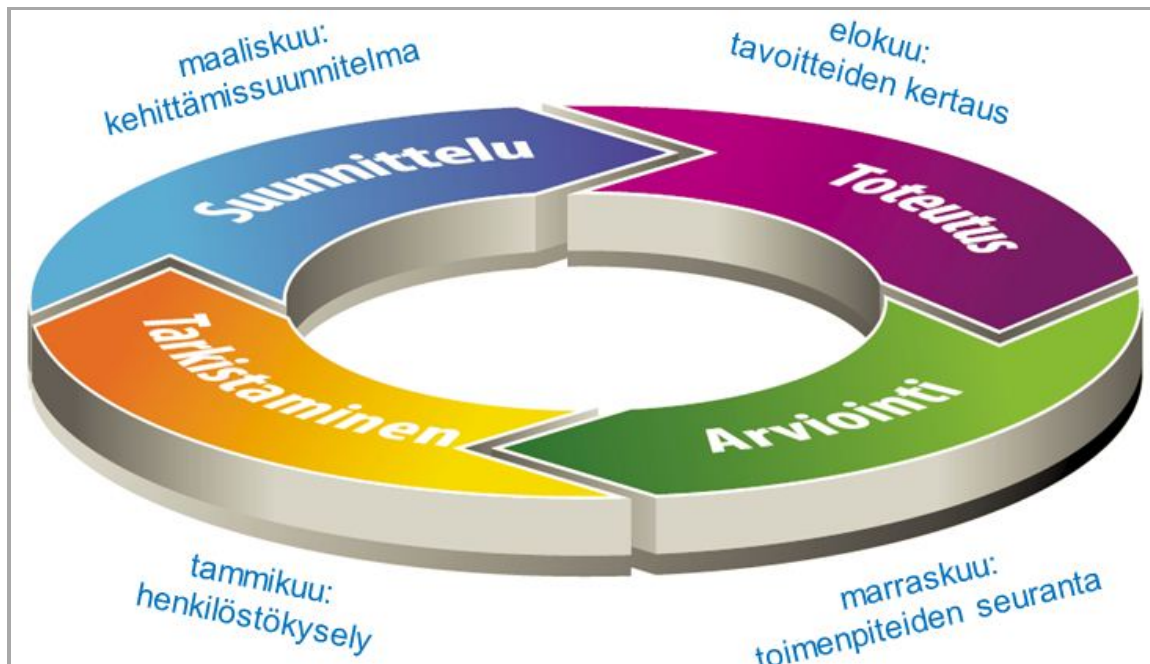 maaliskuu:
kehittämissuunnitelma
elokuu:
tavoitteiden kertaus
Suunnittelu
Toteutus
Tarkistaminen
Arviointi
tammikuu:
henkilöstökysely
marraskuu:
toimenpiteiden seuranta